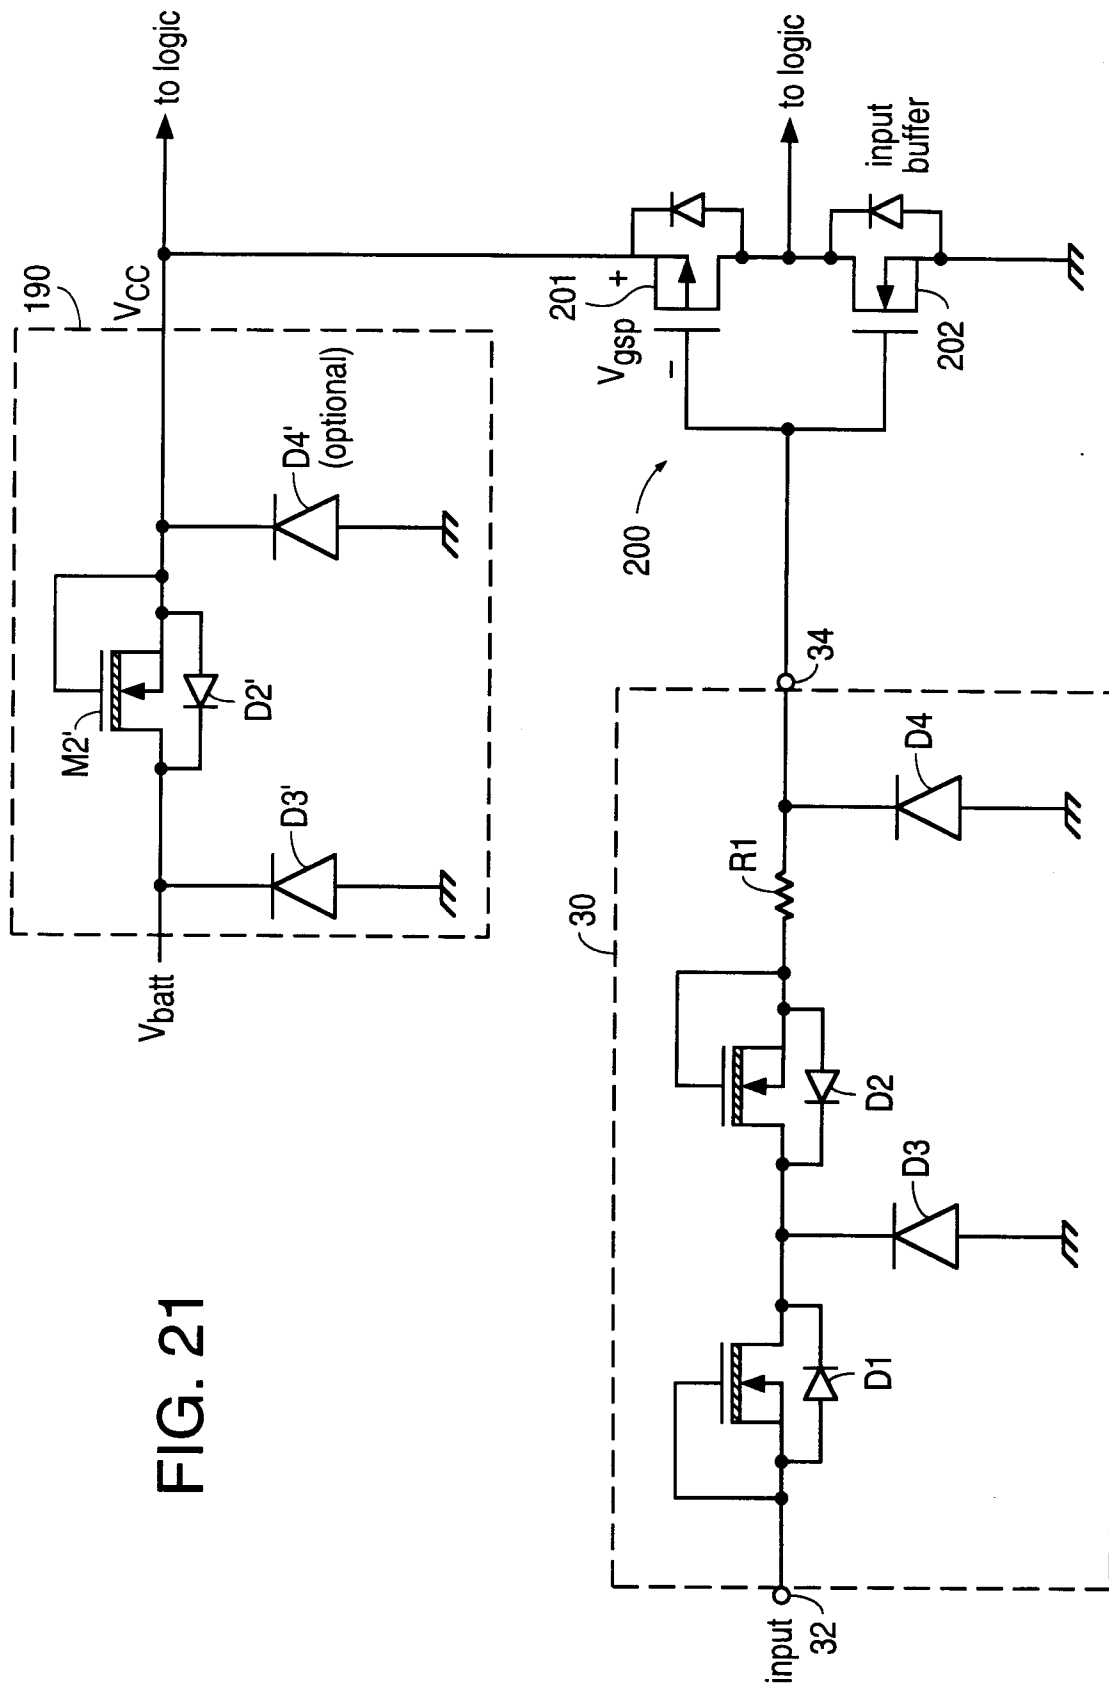 FIG. 21
190
Vbatt
VCC
to logic
M2'
D2'
D3'
D4'
(optional)
200
201
Vgsp
+
-
202
to logic
input
buffer
30
input
32
D1
D3
D2
R1
D4
34